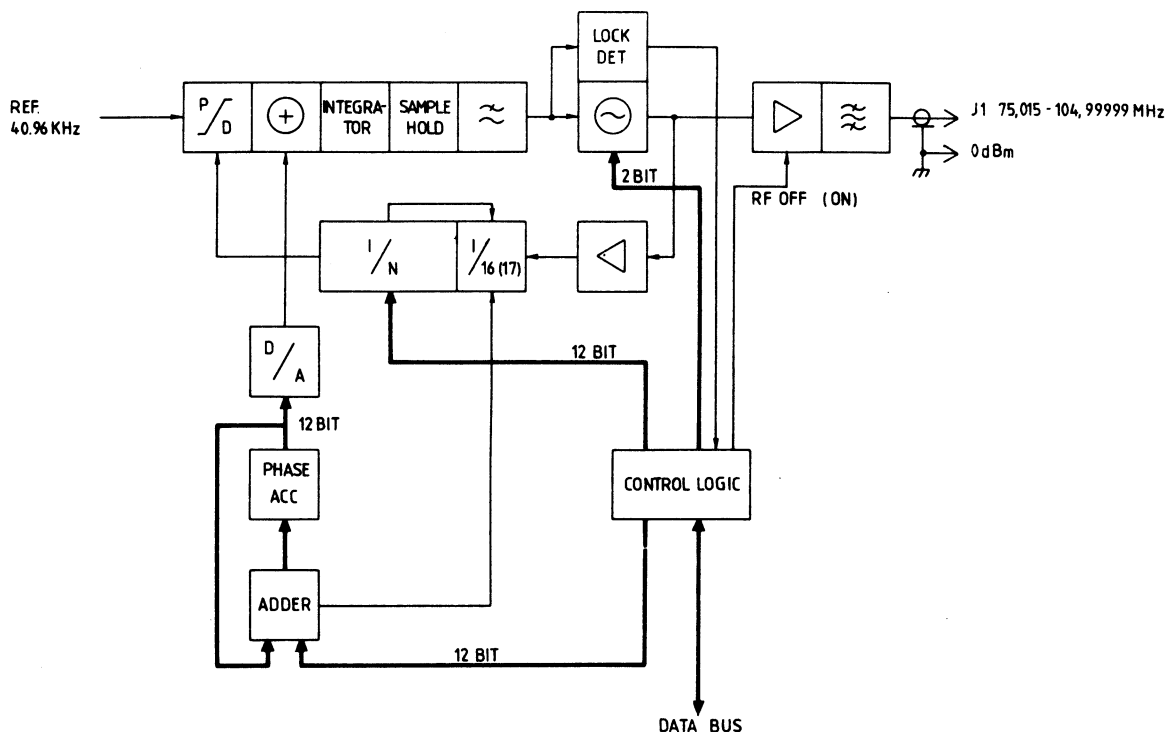 LOCK
DET
REF.
40.96 KHz
P
D
INTEGRA-
TOR
SAMPLE
HOLD
J1 75,015 - 104,99999 MHz
0 dBm
2 BIT
RF OFF (ON)
1/N
1/16 (17)
D/A
12 BIT
12 BIT
PHASE
ACC
CONTROL LOGIC
ADDER
12 BIT
DATA BUS